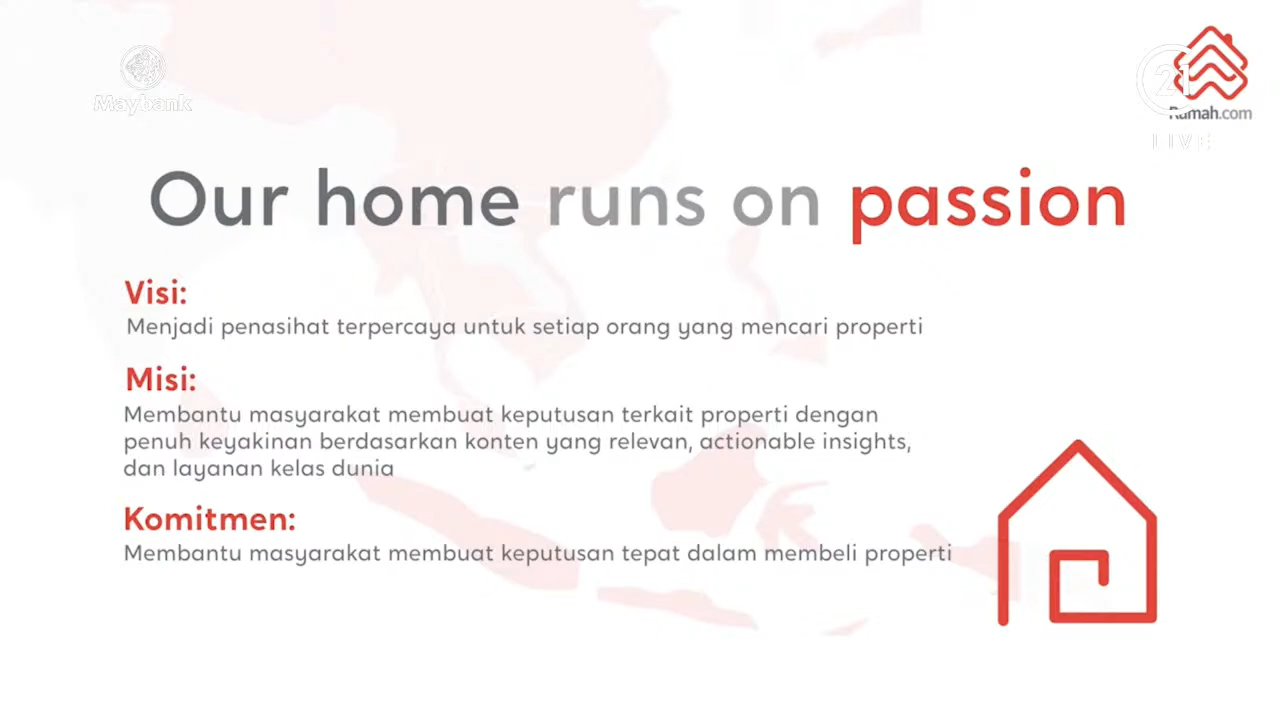 Maybank
21
Rumah.com
LIVE
Our home runs on passion
Visi:
Menjadi penasihat terpercaya untuk setiap orang yang mencari properti
Misi:
Membantu masyarakat membuat keputusan terkait properti dengan
penuh keyakinan berdasarkan konten yang relevan, actionable insights,
dan layanan kelas dunia
Komitmen:
Membantu masyarakat membuat keputusan tepat dalam membeli properti